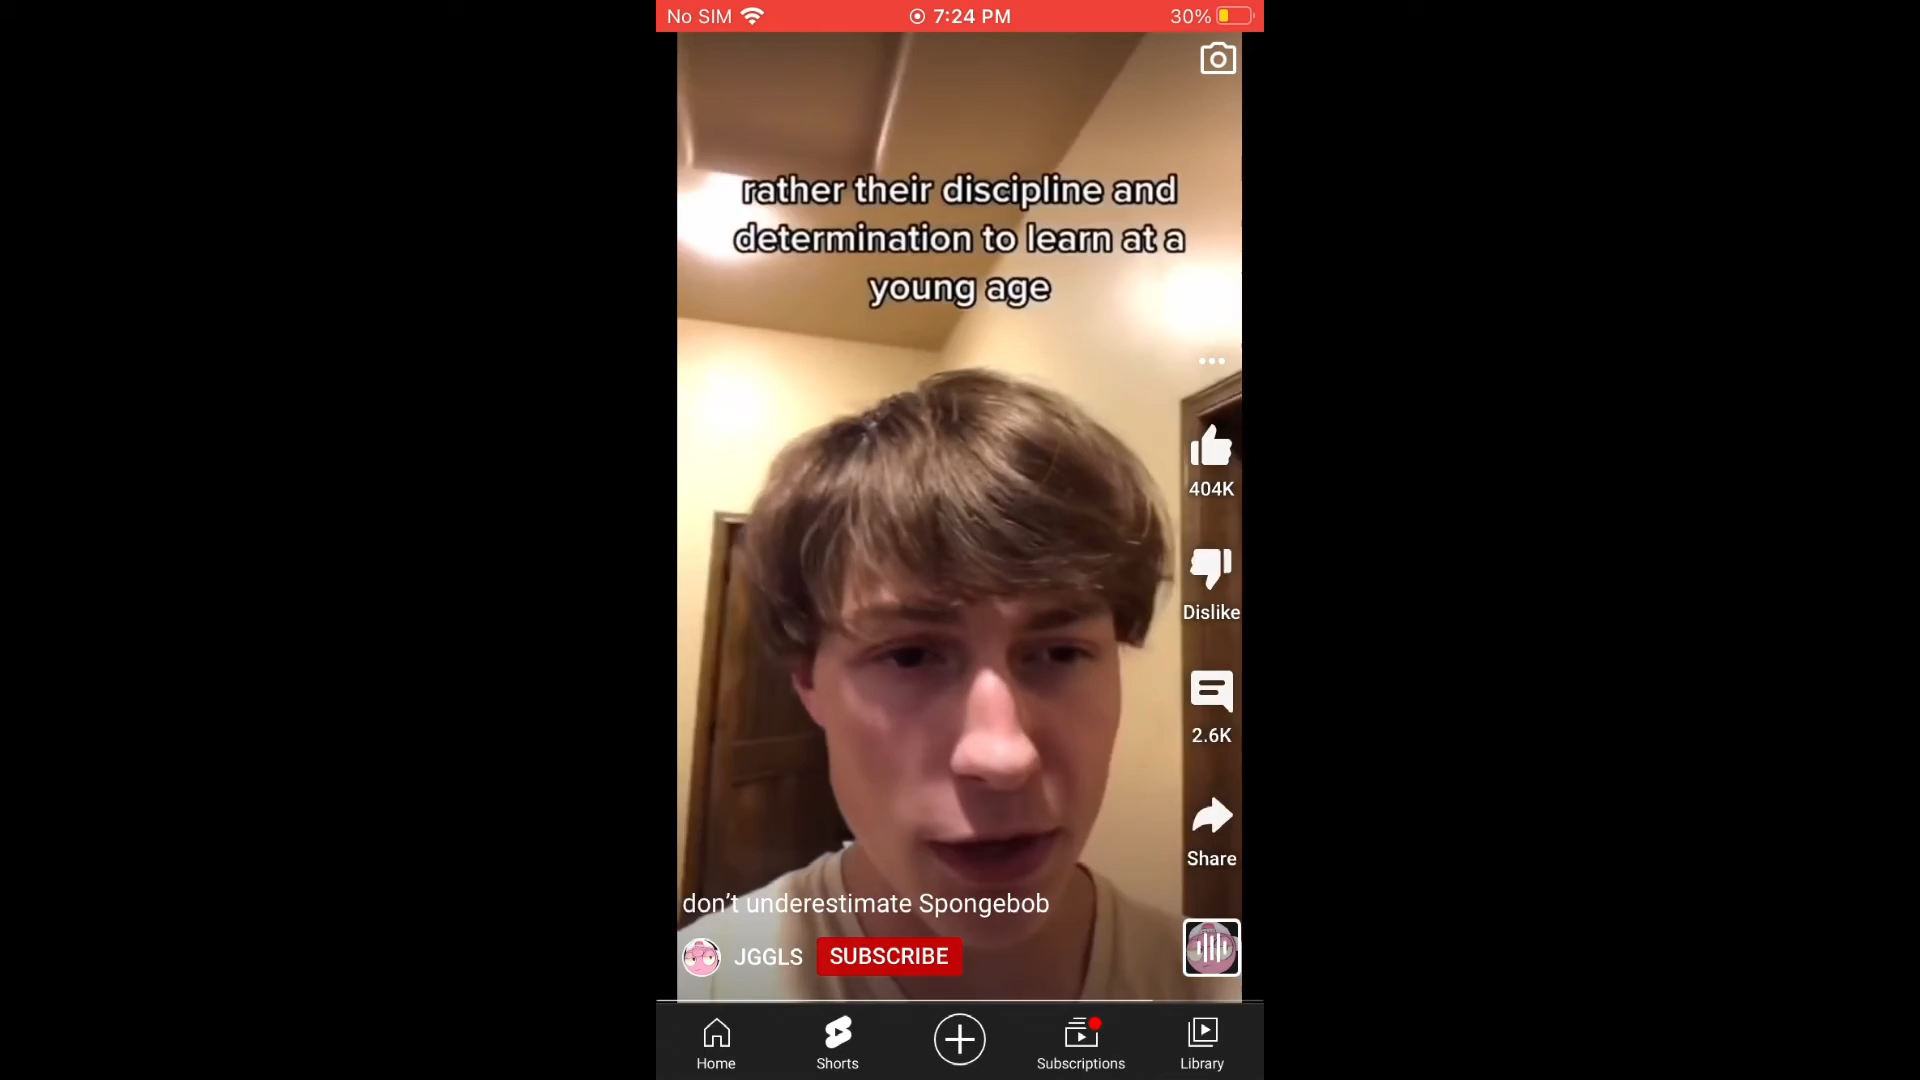 No SIM
7:24 PM
30%
rather their discipline and
determination to learn at a
young age
404K
Dislike
2.6K
Share
don't underestimate Spongebob
JGGLS
SUBSCRIBE
Home
Shorts
Subscriptions
Library